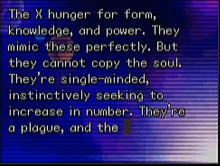 The X hunger for form,
knowledge, and power. They
mimic these perfectly. But
they cannot copy the soul.
They're single-minded,
instinctively seeking to
increase in number. They're
a plague, and the